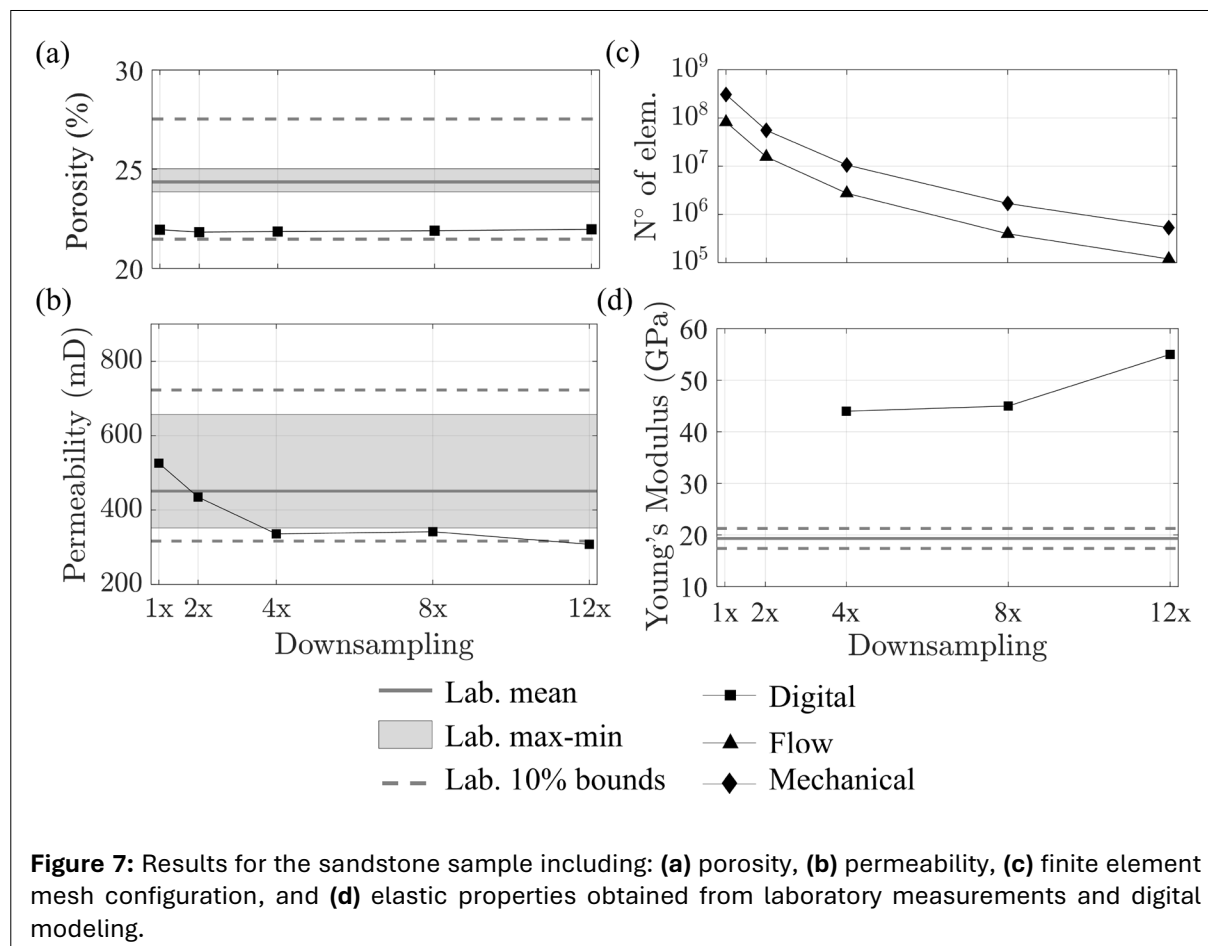 (a)
30
25
20
Porosity (%)
(b)
800
600
400
200
Permeability (mD)
1x 2x 4x 8x 12x
Downsampling
(c)
10^9
10^8
10^7
10^6
10^5
N° of elem.
(d)
60
50
40
30
20
10
Young's Modulus (GPa)
1x 2x 4x 8x 12x
Downsampling
Lab. mean
Lab. max-min
Lab. 10% bounds
Digital
Flow
Mechanical
Figure 7: Results for the sandstone sample including: (a) porosity, (b) permeability, (c) finite element
mesh configuration, and (d) elastic properties obtained from laboratory measurements and digital
modeling.